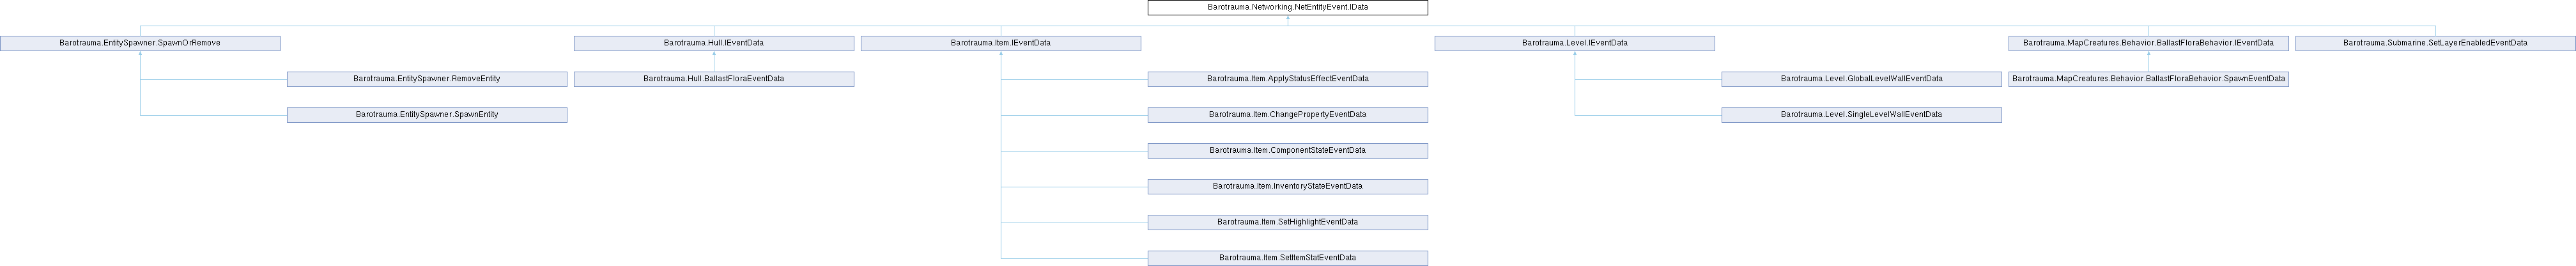 Barotrauma.Networking.NetEntityEvent.IData
Barotrauma.EntitySpawner.SpawnOrRemove
Barotrauma.Hull.IEventData
Barotrauma.Item.IEventData
Barotrauma.Level.IEventData
Barotrauma.MapCreatures.Behavior.BallastFloraBehavior.IEventData
Barotrauma.Submarine.SetLayerEnabledEventData
Barotrauma.EntitySpawner.RemoveEntity
Barotrauma.Hull.BallastFloraEventData
Barotrauma.Item.ApplyStatusEffectEventData
Barotrauma.Level.GlobalLevelWallEventData
Barotrauma.MapCreatures.Behavior.BallastFloraBehavior.SpawnEventData
Barotrauma.EntitySpawner.SpawnEntity
Barotrauma.Item.ChangePropertyEventData
Barotrauma.Level.SingleLevelWallEventData
Barotrauma.Item.ComponentStateEventData
Barotrauma.Item.InventoryStateEventData
Barotrauma.Item.SetHighlightEventData
Barotrauma.Item.SetItemStatEventData